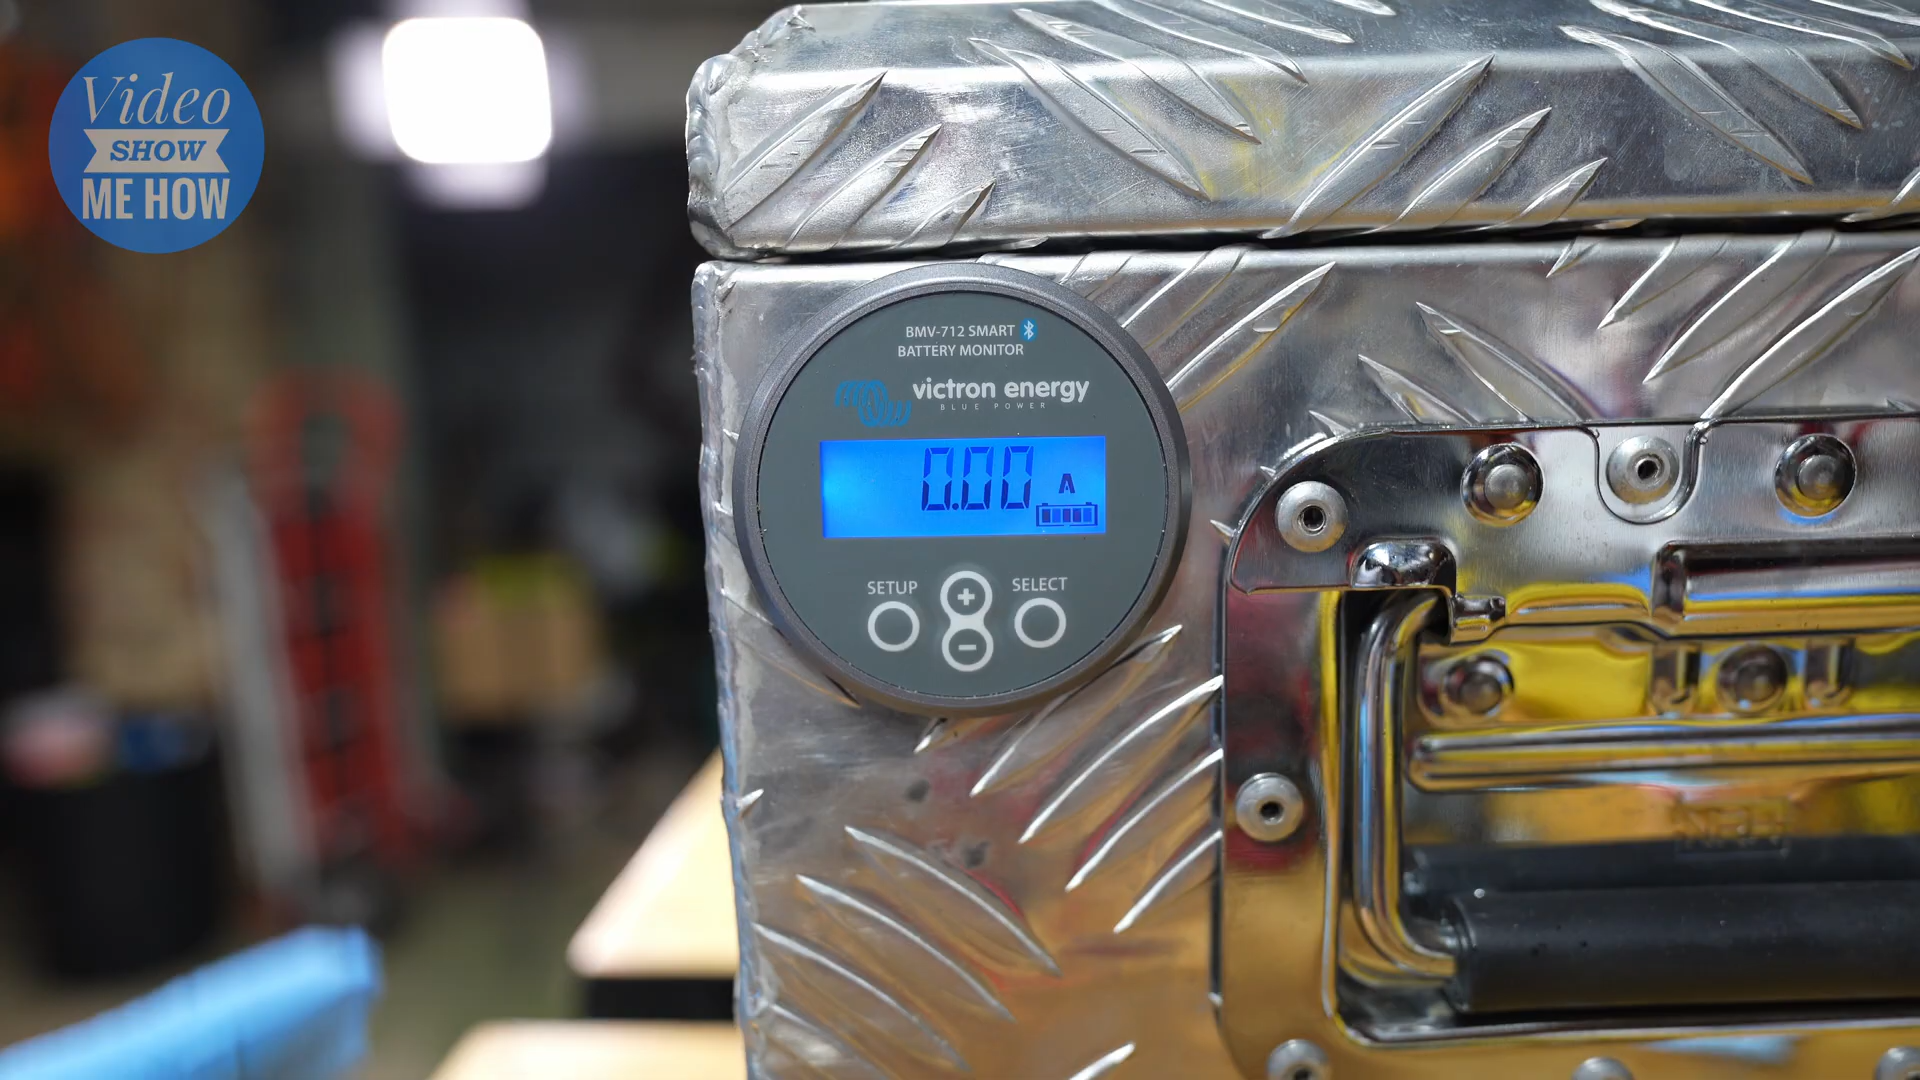 Video
SHOW
ME HOW
BMV-712 SMART
BATTERY MONITOR
victron energy
BLUE POWER
0.00 A
SETUP
+
SELECT
-